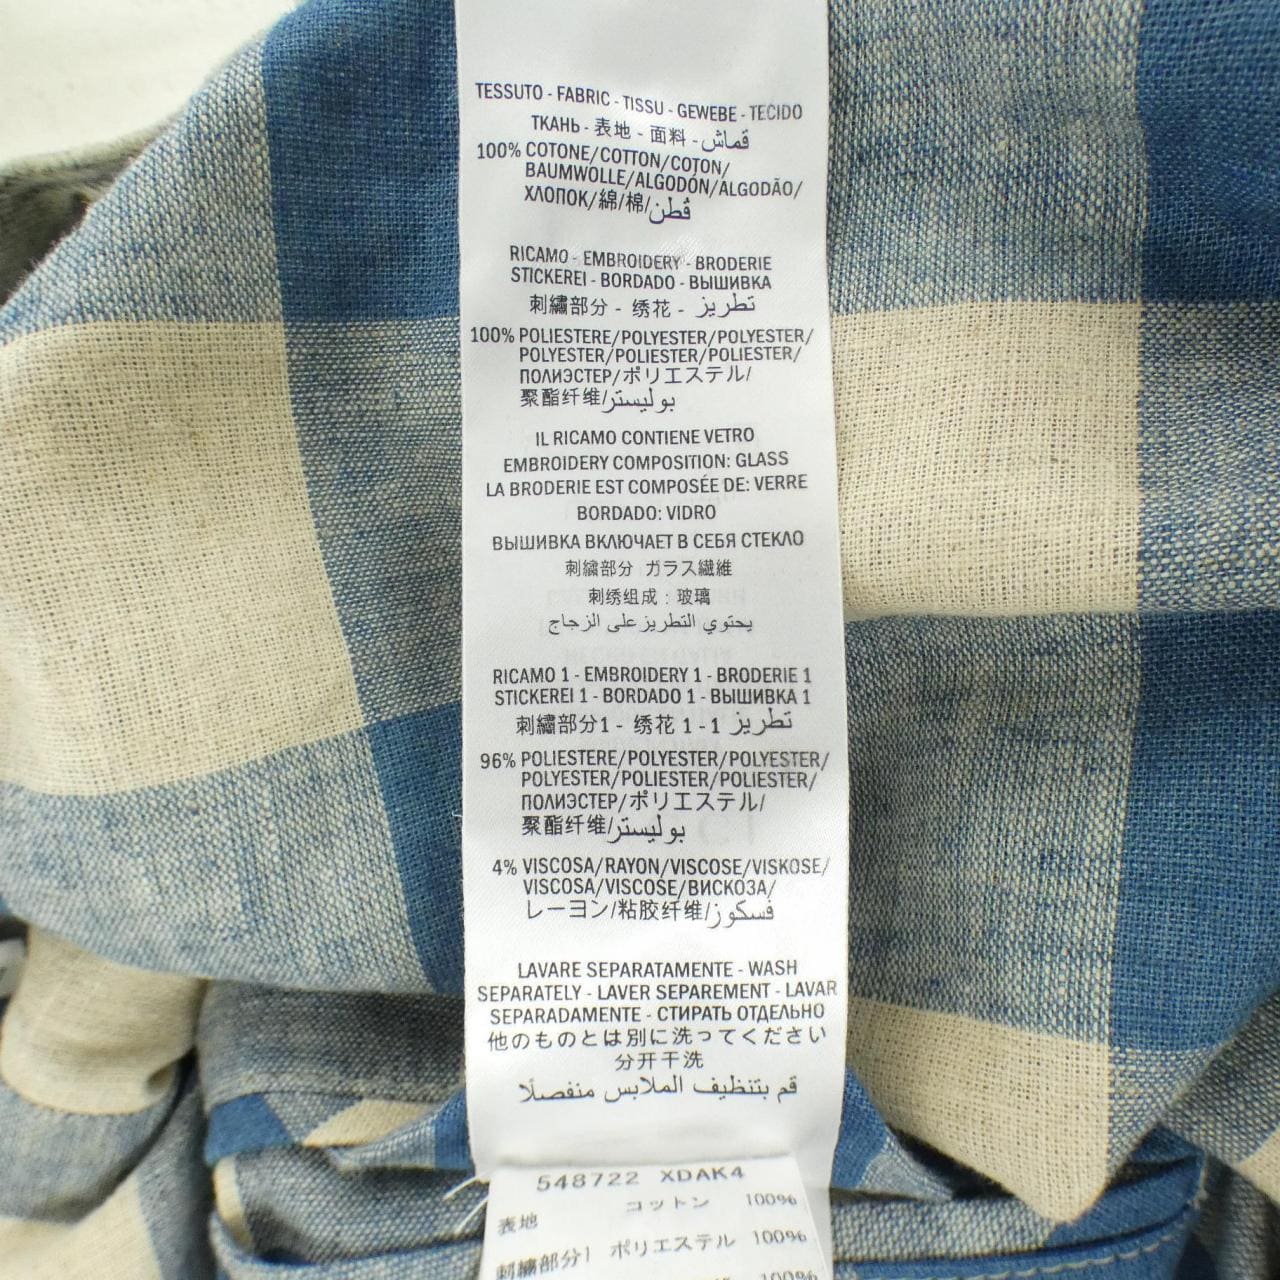 TESSUTO - FABRIC - TISSU - GEWEBE - TECIDO
ТКАНЬ - 表地 - 面料 - قماش
100% COTONE/COTTON/COTON/
BAUMWOLLE/ALGODÓN/ALGODÃO/
ХЛОПОК/綿/棉/قطن
RICAMO - EMBROIDERY - BRODERIE
STICKEREI - BORDADO - ВЫШИВКА
刺繍部分 - 绣花 - تطريز
100% POLIESTERE/POLYESTER/POLYESTER/
POLYESTER/POLIESTER/POLIESTER/
ПОЛИЭСТЕР/ポリエステル/
聚酯纤维/بوليستر
IL RICAMO CONTIENE VETRO
EMBROIDERY COMPOSITION: GLASS
LA BRODERIE EST COMPOSÉE DE: VERRE
BORDADO: VIDRO
ВЫШИВКА ВКЛЮЧАЕТ В СЕБЯ СТЕКЛО
刺繍部分 ガラス繊維
刺绣组成：玻璃
يحتوي التطريز على الزجاج
RICAMO 1 - EMBROIDERY 1 - BRODERIE 1
STICKEREI 1 - BORDADO 1 - ВЫШИВКА 1
刺繍部分1 - 绣花 1 - 1 تطريز
96% POLIESTERE/POLYESTER/POLYESTER/
POLYESTER/POLIESTER/POLIESTER/
ПОЛИЭСТЕР/ポリエステル/
聚酯纤维/بوليستر
4% VISCOSA/RAYON/VISCOSE/VISKOSE/
VISCOSA/VISCOSE/ВИСКОЗА/
レーヨン/粘胶纤维/فسكوز
LAVARE SEPARATAMENTE - WASH
SEPARATELY - LAVER SEPAREMENT - LAVAR
SEPARADAMENTE - СТИРАТЬ ОТДЕЛЬНО
他のものとは別に洗ってください
分开干洗
قم بتنظيف الملابس منفصلًا
548722 XDAK4
表地 コットン 100%
刺繍部分1 ポリエステル 100%
100%